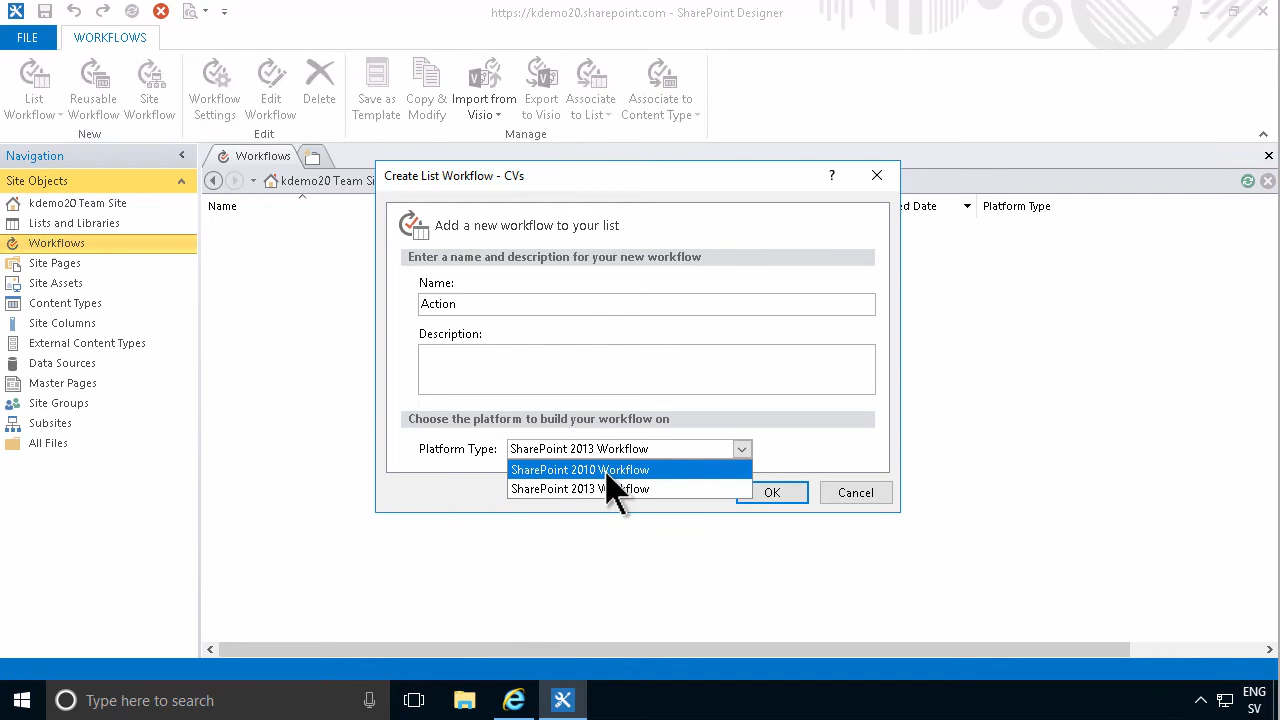 https://kdemo20.sharepoint.com - SharePoint Designer
FILE
WORKFLOWS
List Workflow
Reusable Workflow
Site Workflow
Workflow Settings
Edit Workflow
Delete
Save as Template
Copy & Modify
Import from Visio
Export to Visio
Associate to List
Associate to Content Type
New
Edit
Manage
Navigation
Workflows
Site Objects
kdemo20 Team Si
kdemo20 Team Site
Lists and Libraries
Workflows
Site Pages
Site Assets
Content Types
Site Columns
External Content Types
Data Sources
Master Pages
Site Groups
Subsites
All Files
Name
ed Date
Platform Type
Create List Workflow - CVs
?
Add a new workflow to your list
Enter a name and description for your new workflow
Name:
Action
Description:
Choose the platform to build your workflow on
Platform Type:
SharePoint 2013 Workflow
SharePoint 2010 Workflow
SharePoint 2013 Workflow
OK
Cancel
Type here to search
ENG
SV